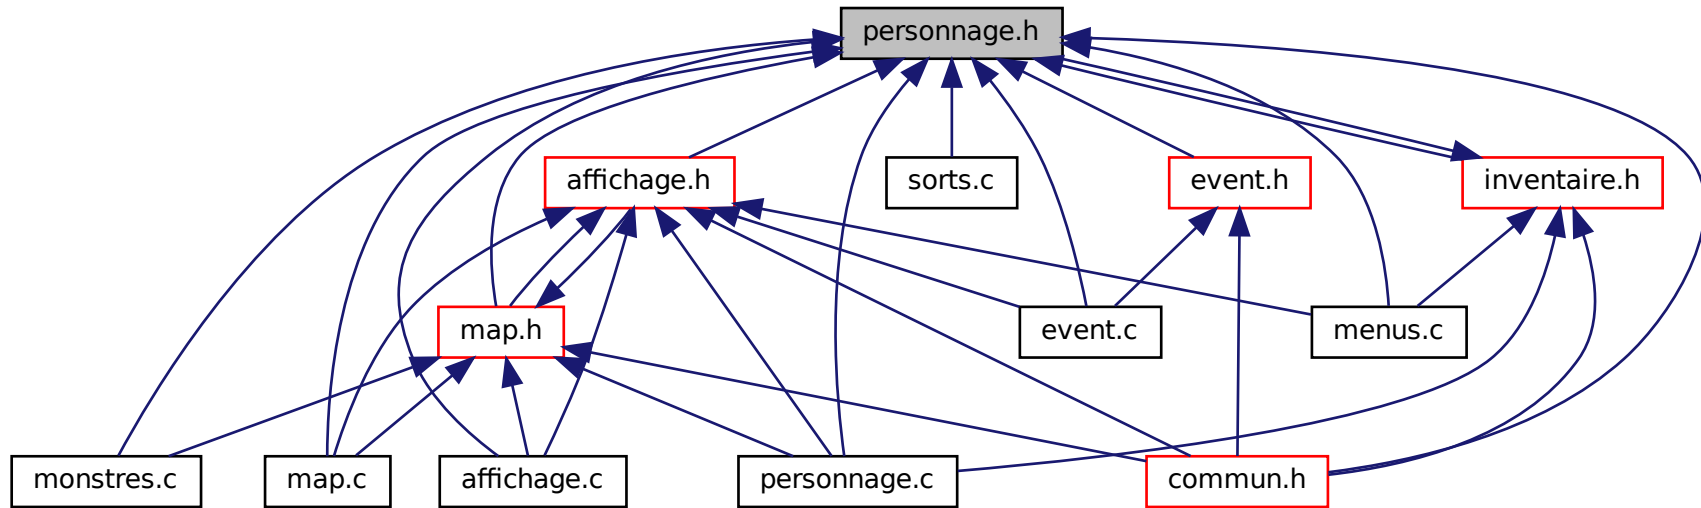 personnage.h
affichage.h
sorts.c
event.h
inventaire.h
map.h
event.c
menus.c
monstres.c
map.c
affichage.c
personnage.c
commun.h